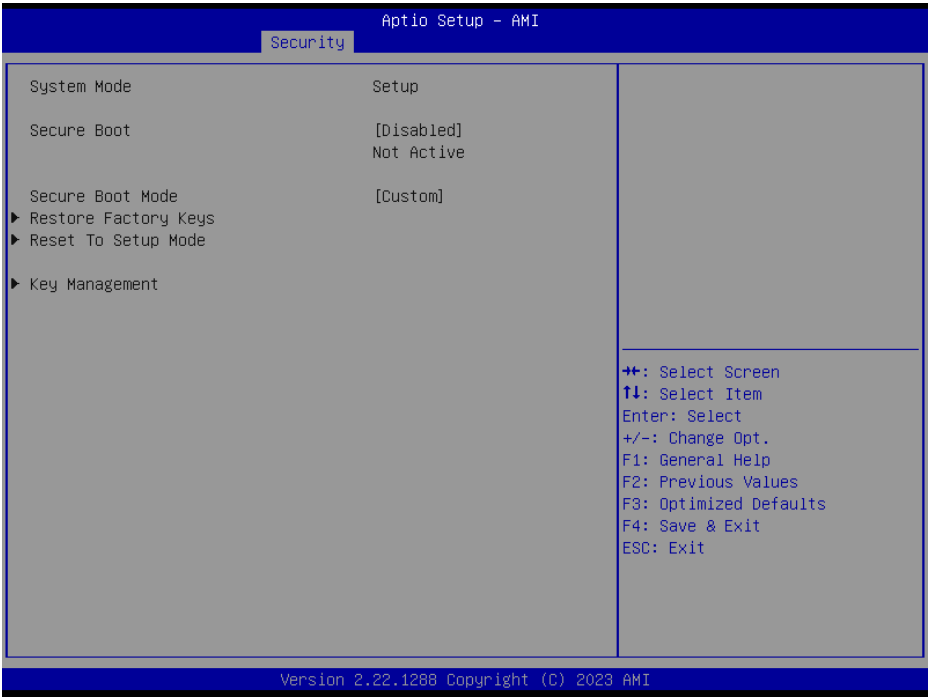 Aptio Setup - AMI
Security
System Mode Setup
Secure Boot [Disabled]
Not Active
Secure Boot Mode [Custom]
▶ Restore Factory Keys
▶ Reset To Setup Mode
▶ Key Management
→←: Select Screen
↑↓: Select Item
Enter: Select
+/-: Change Opt.
F1: General Help
F2: Previous Values
F3: Optimized Defaults
F4: Save & Exit
ESC: Exit
Version 2.22.1288 Copyright (C) 2023 AMI